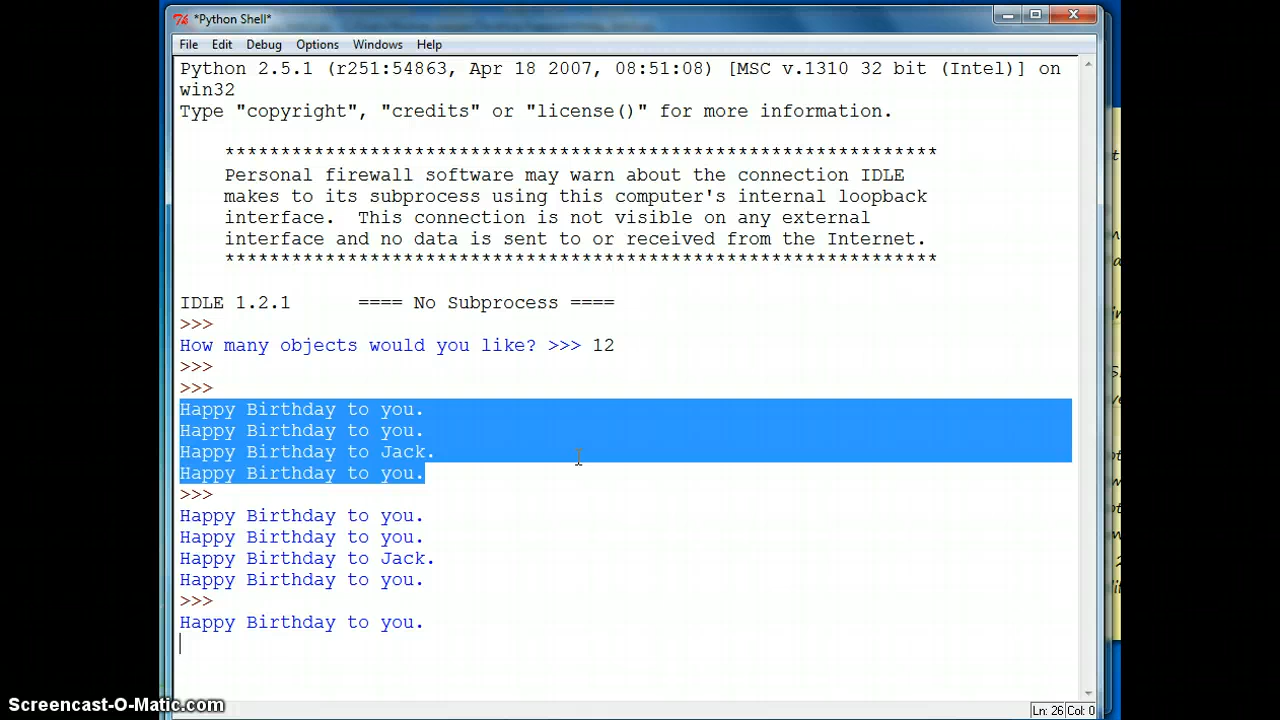 *Python Shell*
File Edit Debug Options Windows Help
Python 2.5.1 (r251:54863, Apr 18 2007, 08:51:08) [MSC v.1310 32 bit (Intel)] on
win32
Type "copyright", "credits" or "license()" for more information.
****************************************************************
Personal firewall software may warn about the connection IDLE
makes to its subprocess using this computer's internal loopback
interface.  This connection is not visible on any external
interface and no data is sent to or received from the Internet.
****************************************************************
IDLE 1.2.1      ==== No Subprocess ====
>>>
How many objects would you like? >>> 12
>>>
>>>
Happy Birthday to you.
Happy Birthday to you.
Happy Birthday to Jack.
Happy Birthday to you.
>>>
Happy Birthday to you.
Happy Birthday to you.
Happy Birthday to Jack.
Happy Birthday to you.
>>>
Happy Birthday to you.
Ln: 26 Col: 0
Screencast-O-Matic.com